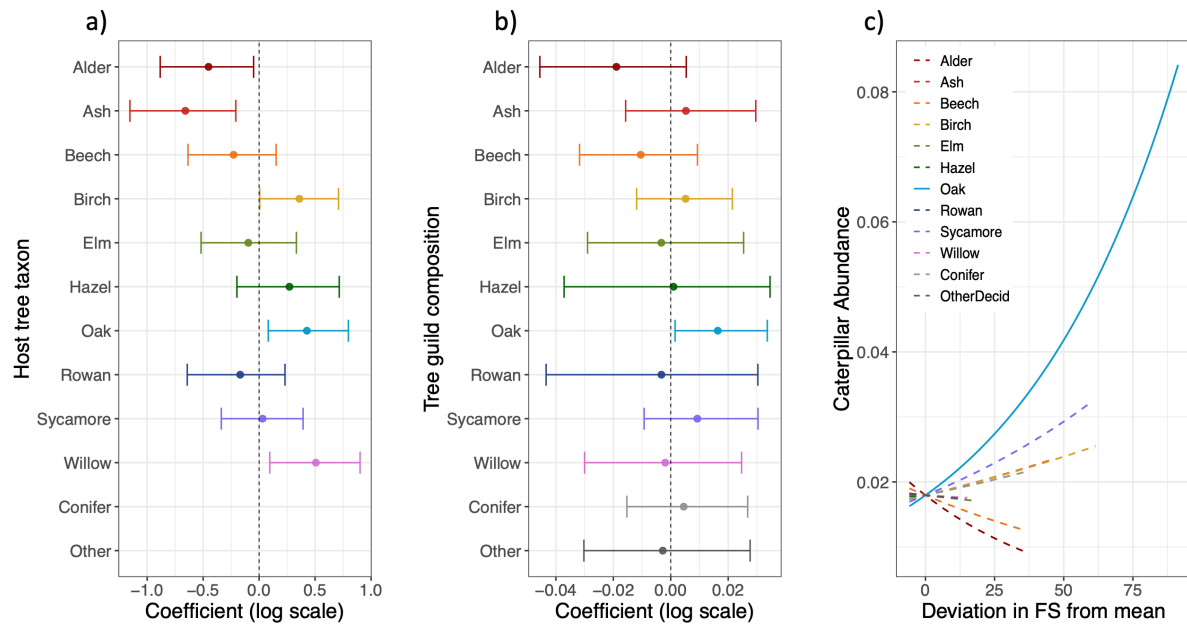 a)
Host tree taxon
Alder
Ash
Beech
Birch
Elm
Hazel
Oak
Rowan
Sycamore
Willow
Conifer
Other
−1.0 −0.5 0.0 0.5 1.0
Coefficient (log scale)
b)
Tree guild composition
Alder
Ash
Beech
Birch
Elm
Hazel
Oak
Rowan
Sycamore
Willow
Conifer
Other
−0.04 −0.02 0.00 0.02
Coefficient (log scale)
c)
Caterpillar Abundance
0.08
0.06
0.04
0.02
Alder
Ash
Beech
Birch
Elm
Hazel
Oak
Rowan
Sycamore
Willow
Conifer
OtherDecid
0 25 50 75
Deviation in FS from mean